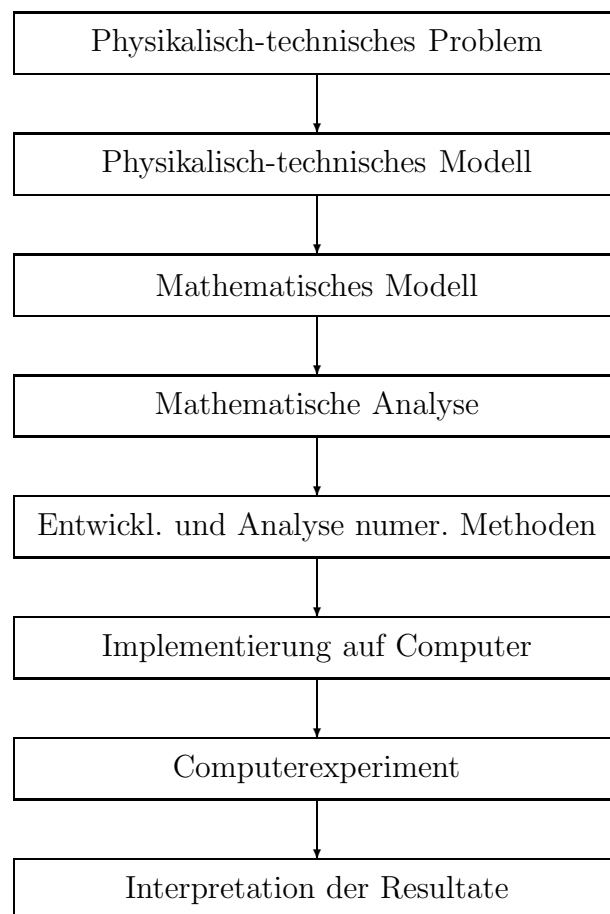 Physikalisch-technisches Problem
Physikalisch-technisches Modell
Mathematisches Modell
Mathematische Analyse
Entwickl. und Analyse numer. Methoden
Implementierung auf Computer
Computerexperiment
Interpretation der Resultate